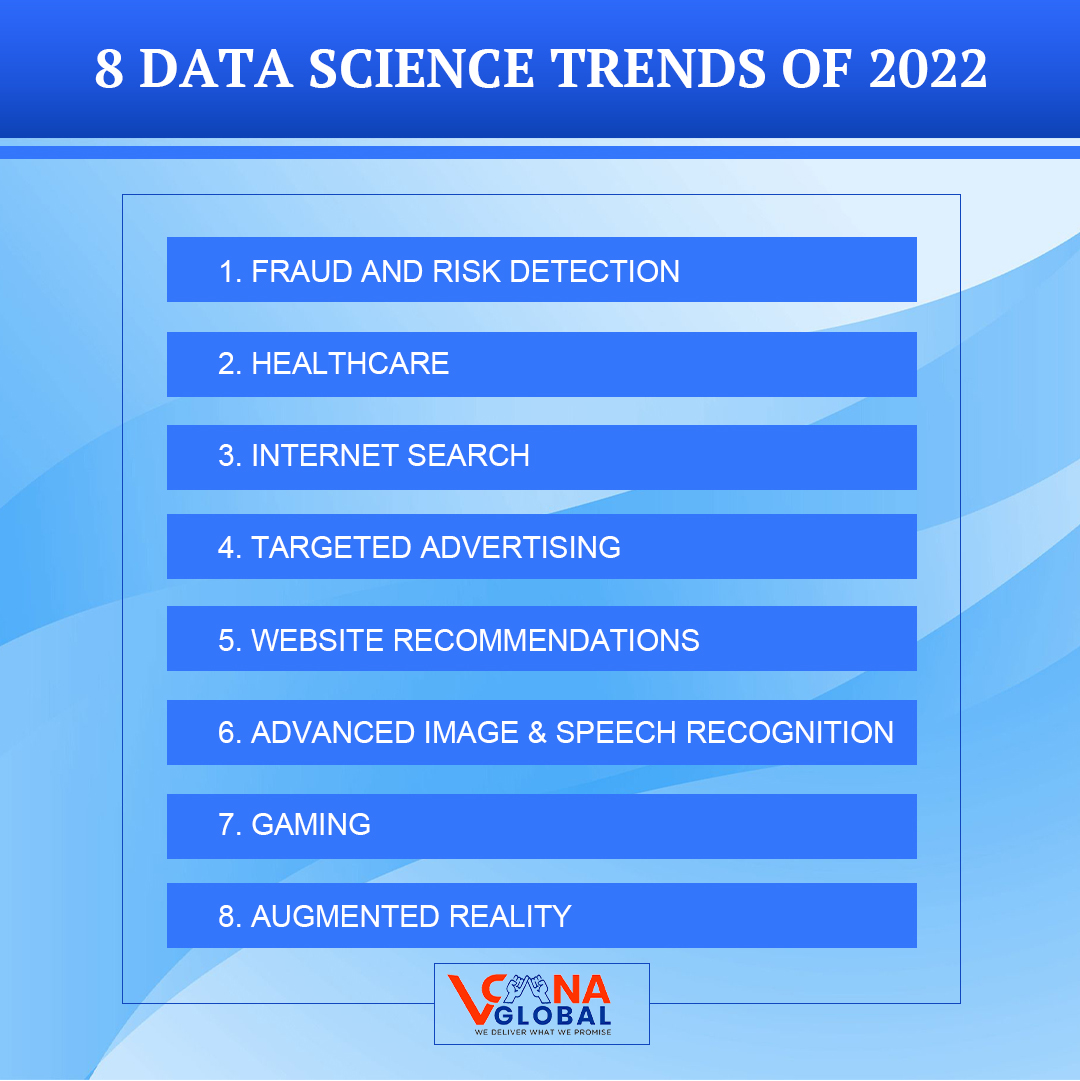 8 DATA SCIENCE TRENDS OF 2022
1. FRAUD AND RISK DETECTION
2. HEALTHCARE
3. INTERNET SEARCH
4. TARGETED ADVERTISING
5. WEBSITE RECOMMENDATIONS
6. ADVANCED IMAGE & SPEECH RECOGNITION
7. GAMING
8. AUGMENTED REALITY
VCANA
GLOBAL
WE DELIVER WHAT WE PROMISE